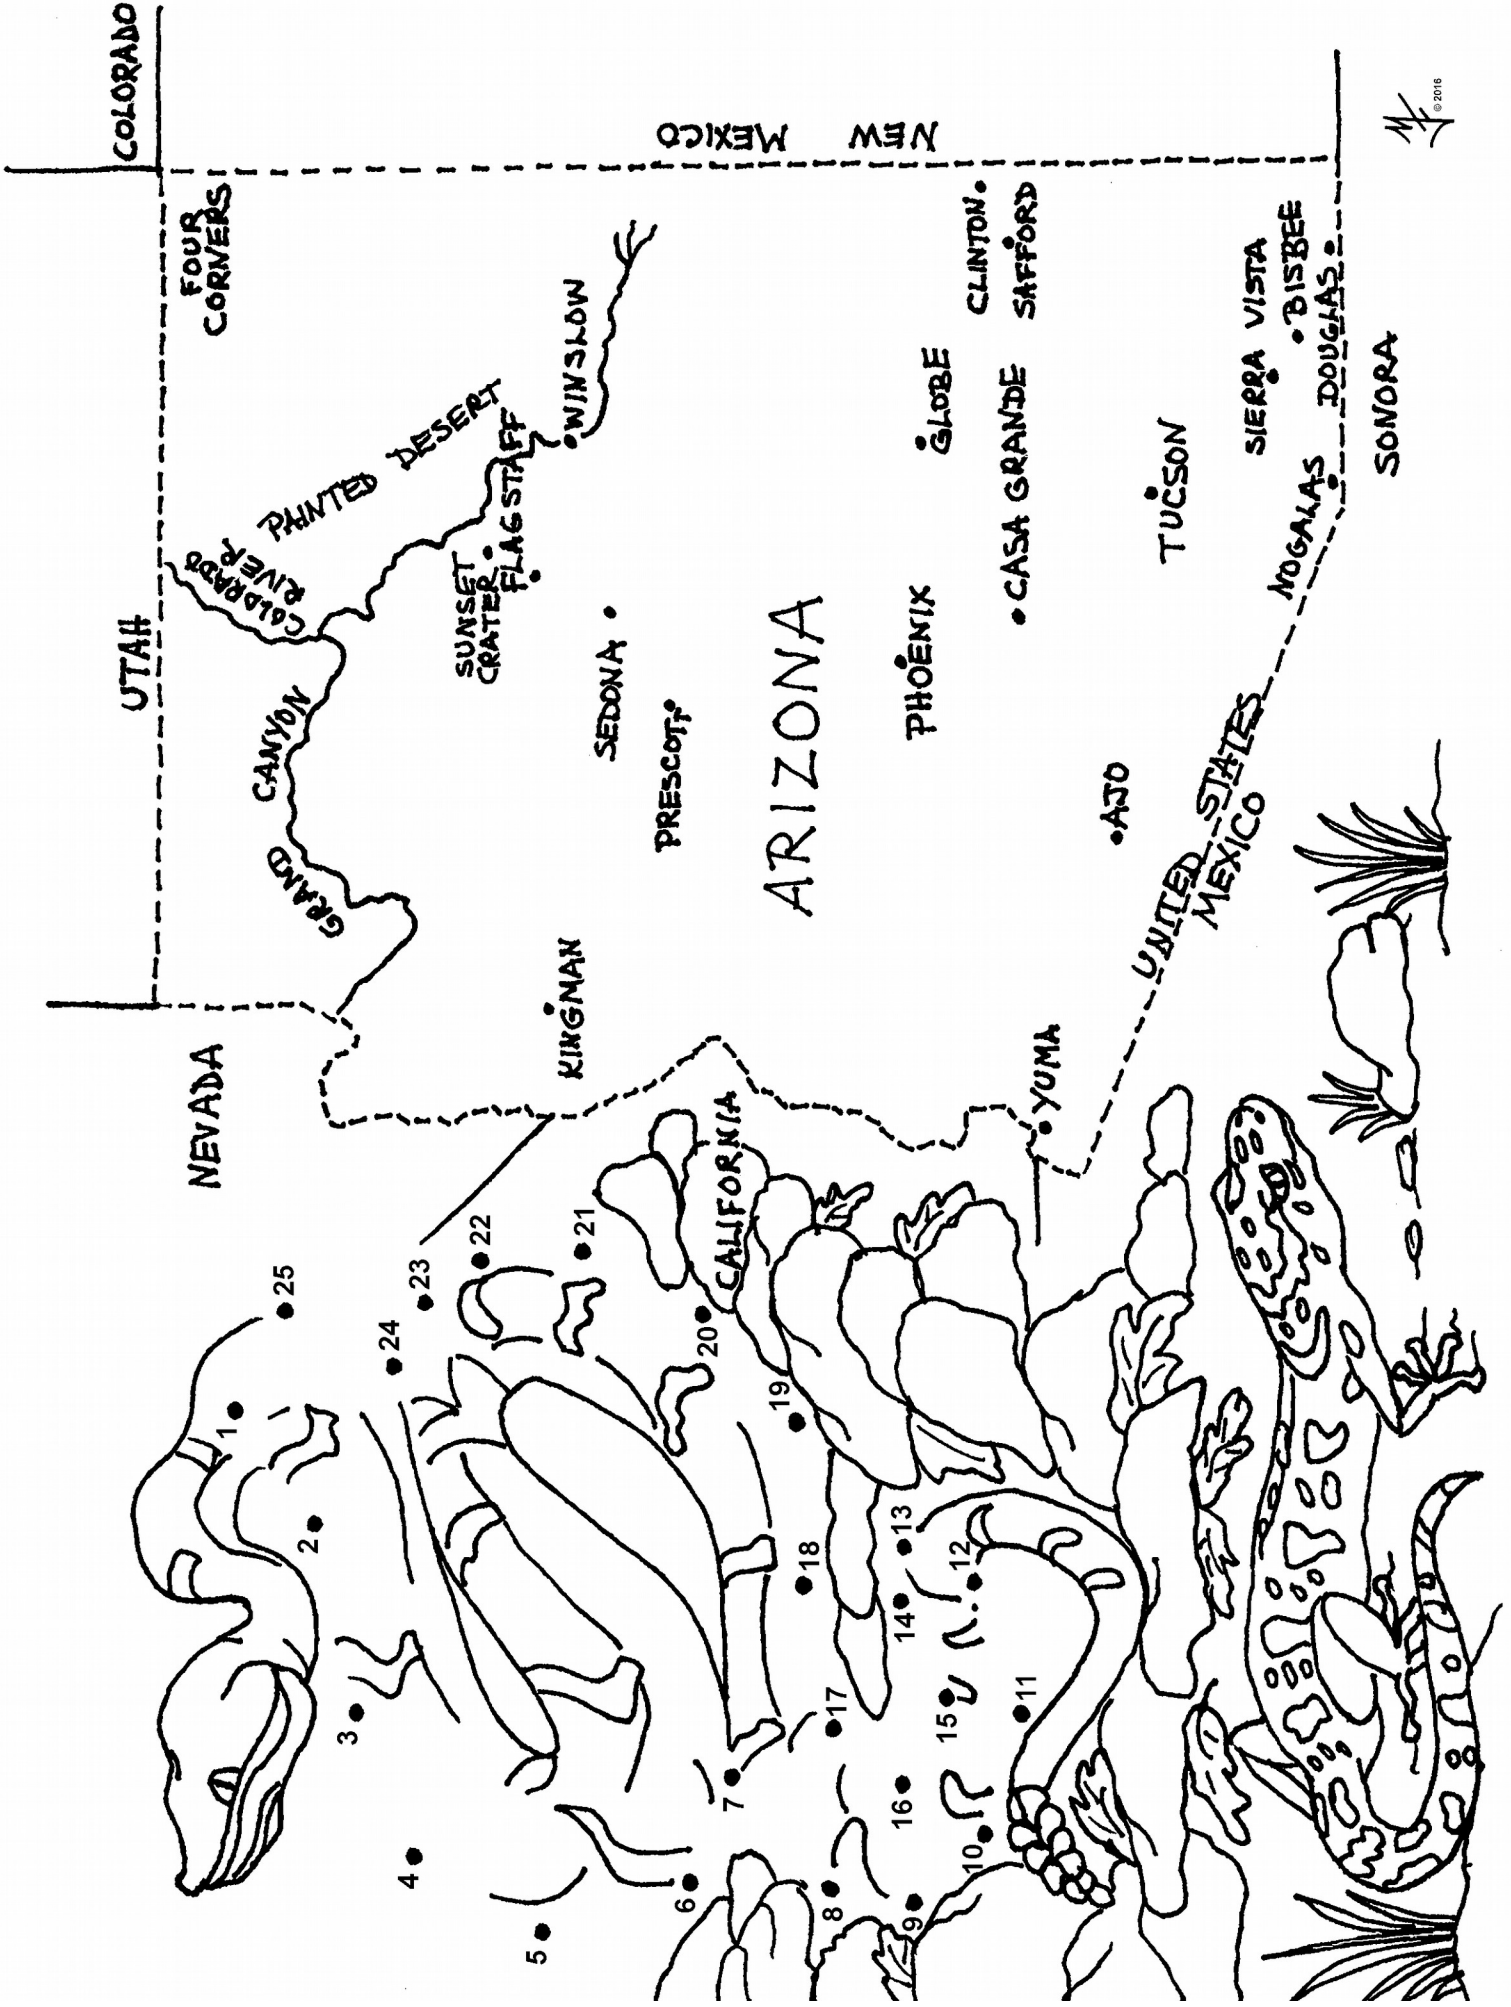 COLORADO
UTAH
NEVADA
FOUR
CORNERS
COLORADO
RIVER
PAINTED DESERT
GRAND CANYON
SUNSET
CRATER
FLAGSTAFF
WINSLOW
KINGMAN
SEDONA
PRESCOTT
NEW MEXICO
CALIFORNIA
ARIZONA
PHOENIX
GLOBE
CLINTON
SAFFORD
CASA GRANDE
YUMA
AJO
TUCSON
SIERRA VISTA
BISBEE
NOGALAS
DOUGLAS
UNITED STATES
MEXICO
SONORA
1
2
3
4
5
6
7
8
9
10
11
12
13
14
15
16
17
18
19
20
21
22
23
24
25
© 2016